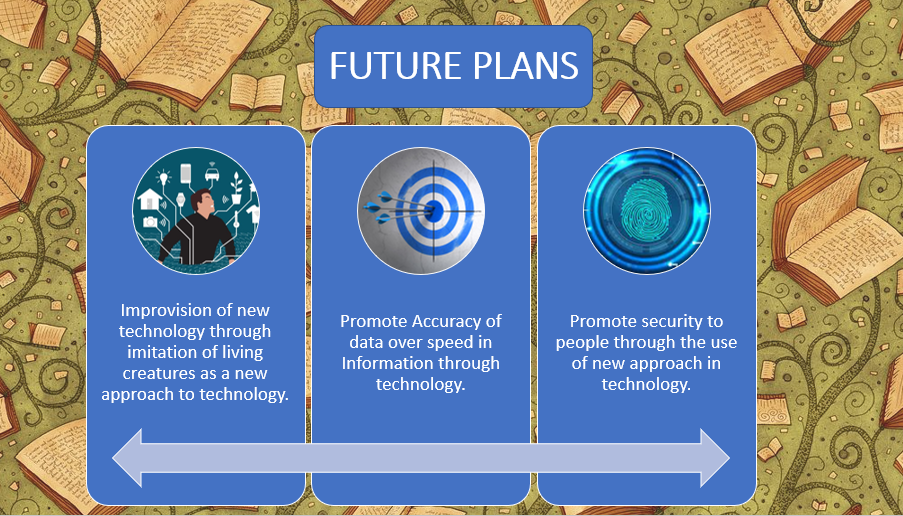 FUTURE PLANS
Improvision of new
technology through
imitation of living
creatures as a new
approach to technology.
Promote Accuracy of
data over speed in
Information through
technology.
Promote security to
people through the use
of new approach in
technology.